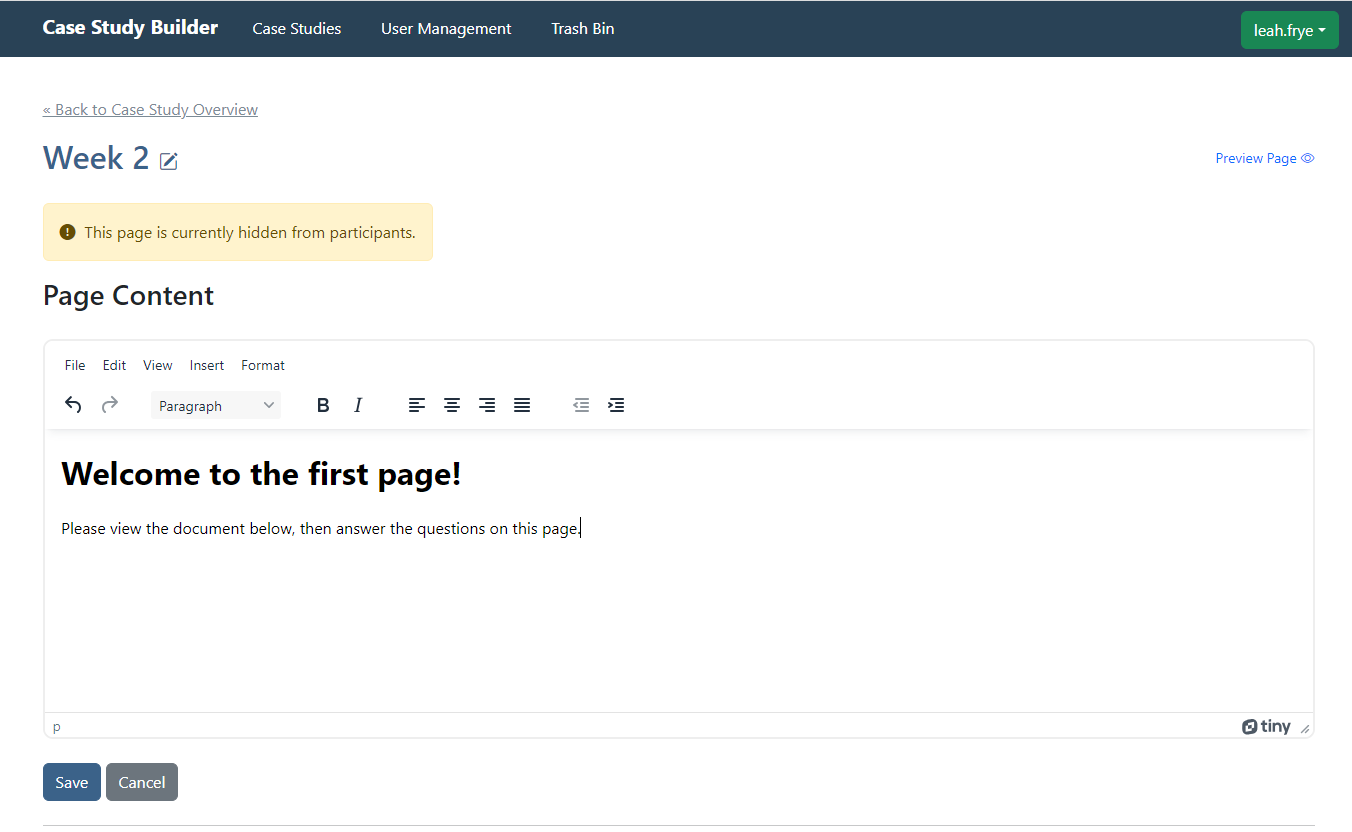 Case Study Builder Case Studies User Management Trash Bin leah.frye
« Back to Case Study Overview
Week 2 Preview Page
This page is currently hidden from participants.
Page Content
File Edit View Insert Format
Paragraph B I
Welcome to the first page!
Please view the document below, then answer the questions on this page.
p tiny
Save Cancel